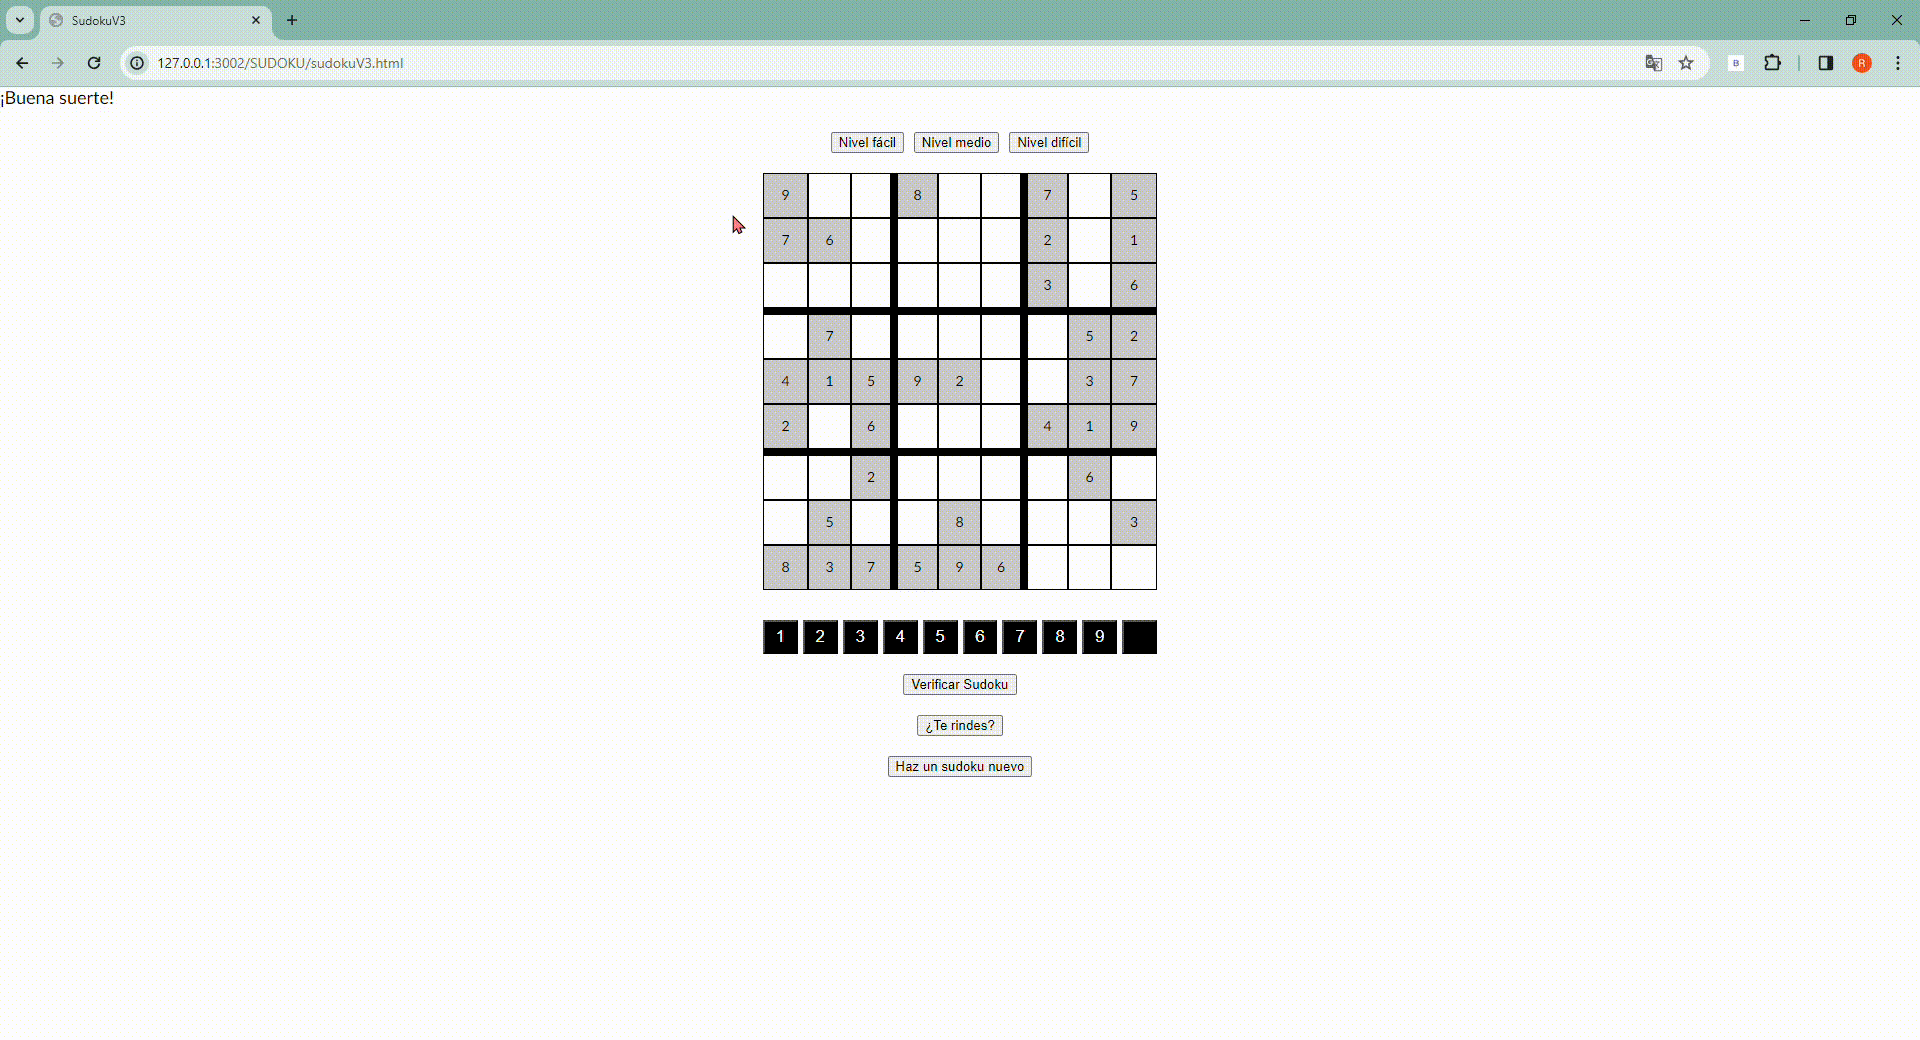 SudokuV3
127.0.0.1:3002/SUDOKU/sudokuV3.html
B
R
¡Buena suerte!
Nivel fácil Nivel medio Nivel difícil
9 8 7 5
7 6 2 1
3 6
7 5 2
4 1 5 9 2 3 7
2 6 4 1 9
2 6
5 8 3
8 3 7 5 9 6
1 2 3 4 5 6 7 8 9
Verificar Sudoku
¿Te rindes?
Haz un sudoku nuevo